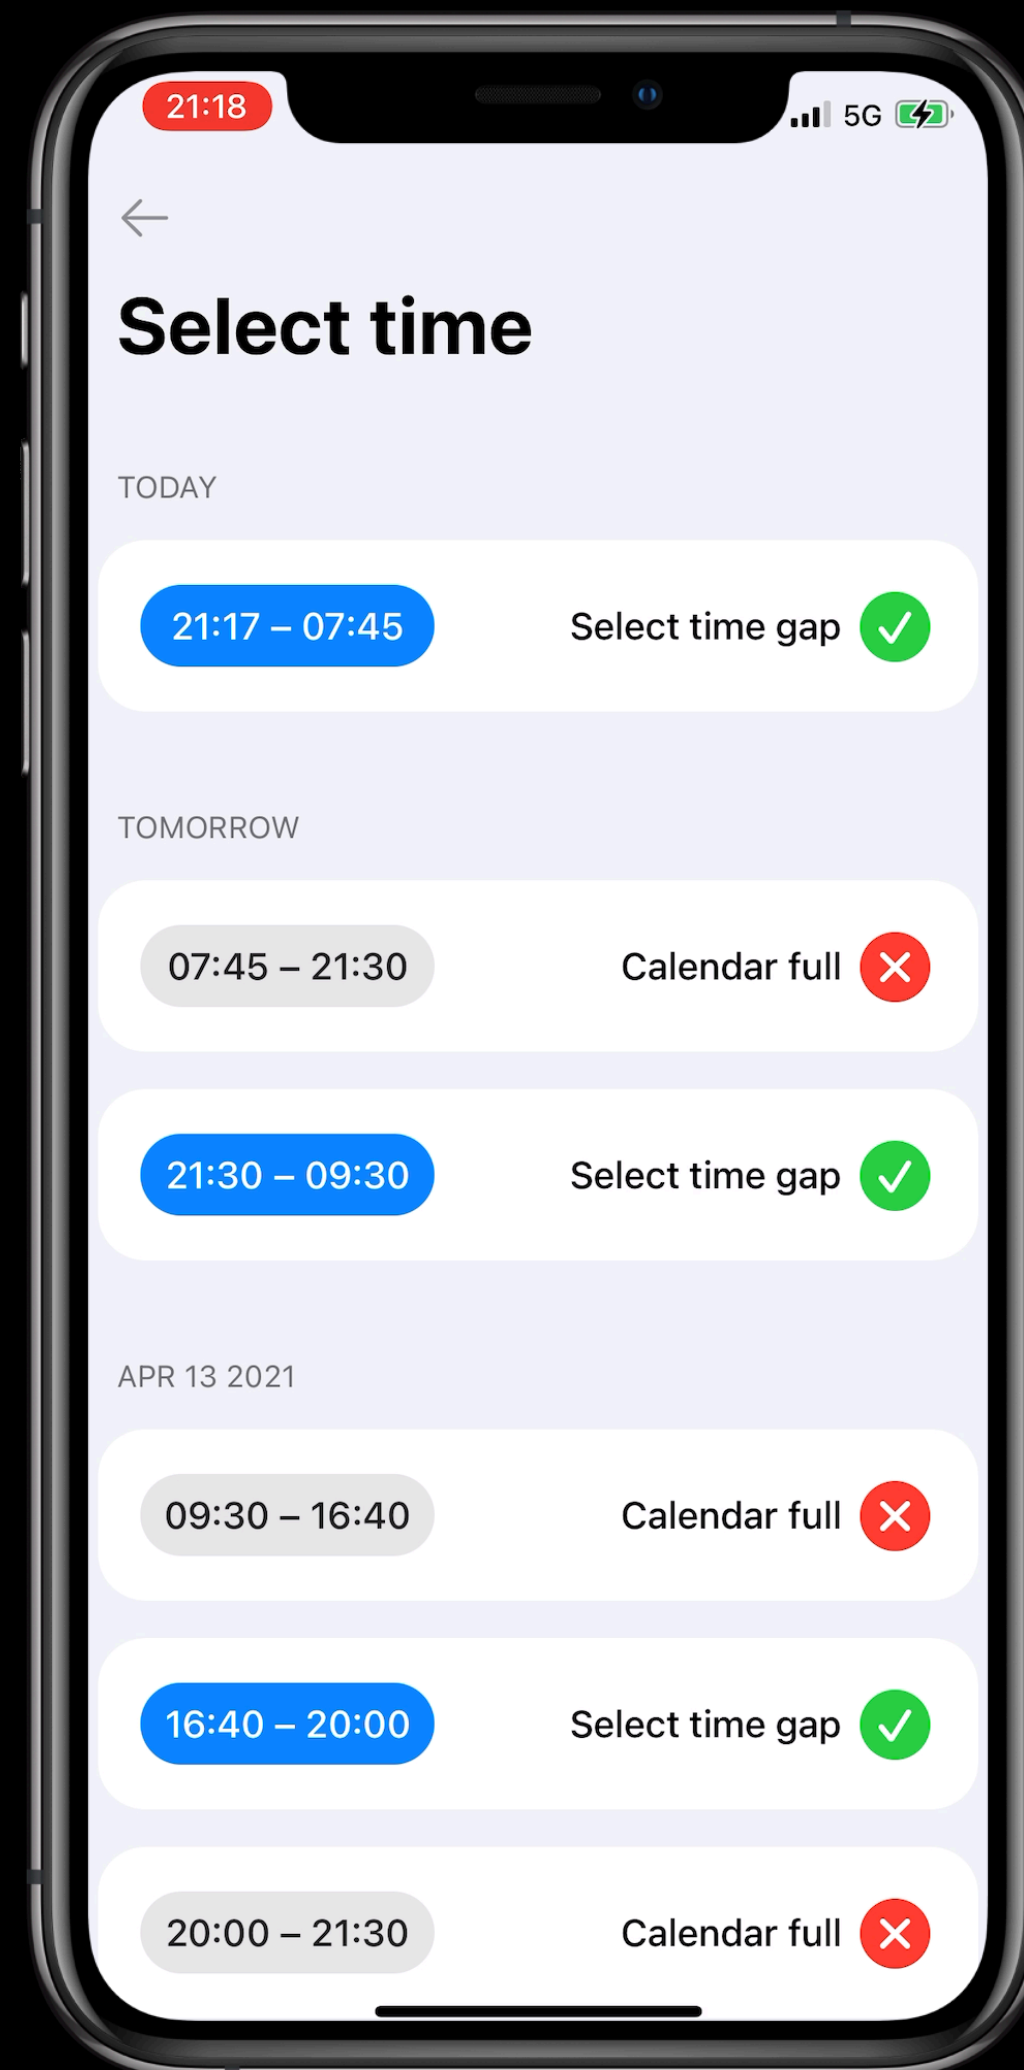 21:18
5G
Select time
TODAY
21:17 – 07:45 Select time gap
TOMORROW
07:45 – 21:30 Calendar full
21:30 – 09:30 Select time gap
APR 13 2021
09:30 – 16:40 Calendar full
16:40 – 20:00 Select time gap
20:00 – 21:30 Calendar full